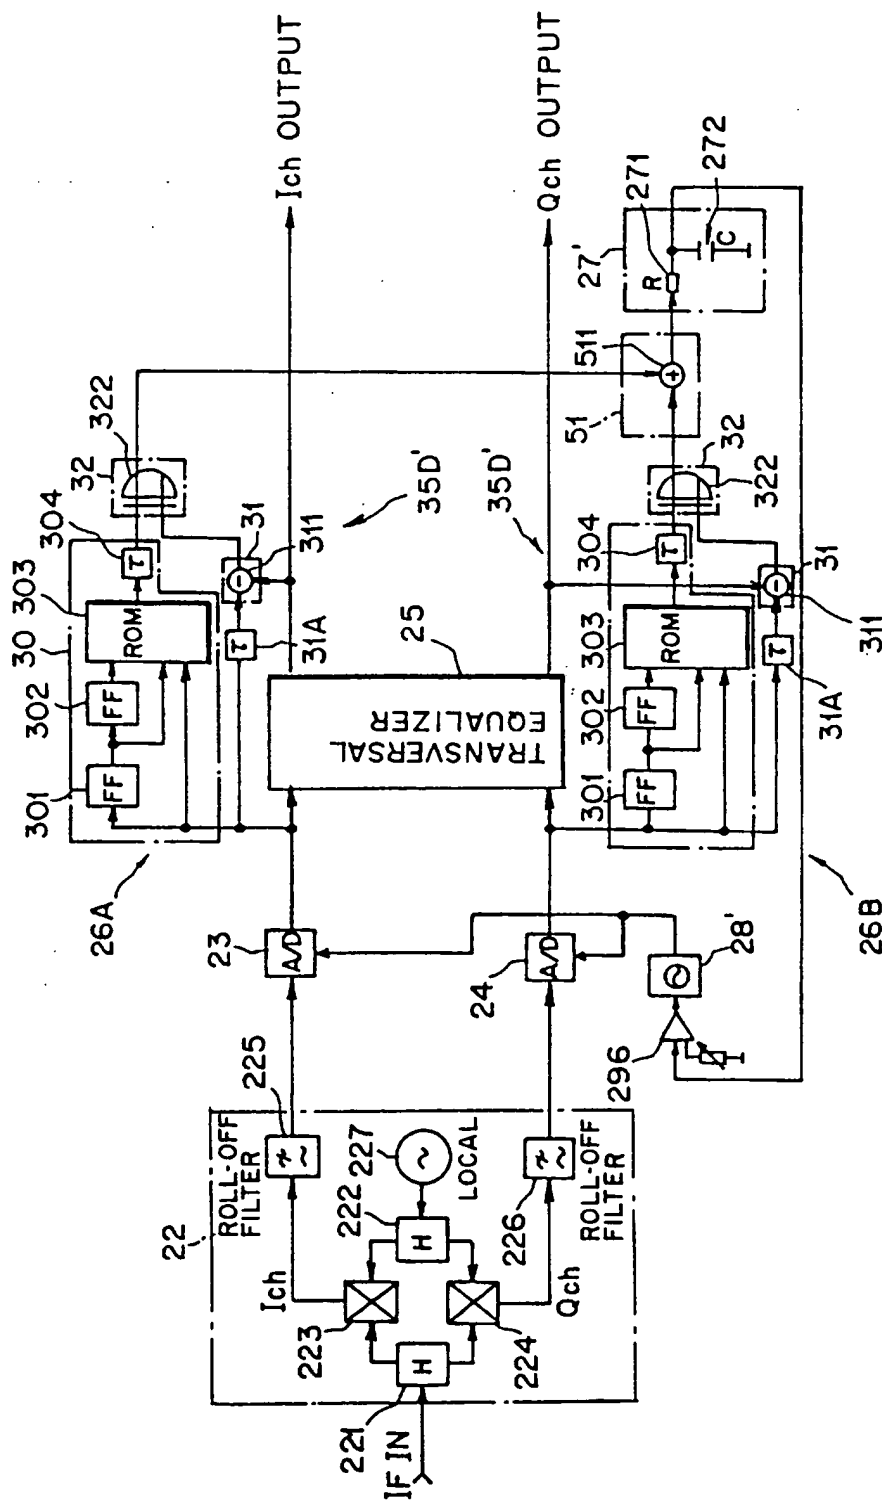 IF IN
221
H
223
224
Ich
Qch
222
H
227
LOCAL
22
ROLL-OFF
FILTER
225
226
ROLL-OFF
FILTER
23
A/D
24
A/D
296
28'
26A
26B
301
FF
302
FF
30
303
ROM
304
τ
32
322
31
311
τ
31A
25
TRANSVERSAL
EQUALIZER
35D'
35D'
Ich OUTPUT
Qch OUTPUT
301
FF
302
FF
303
ROM
304
τ
32
322
31
311
τ
31A
51
511
+
27'
271
R
272
C